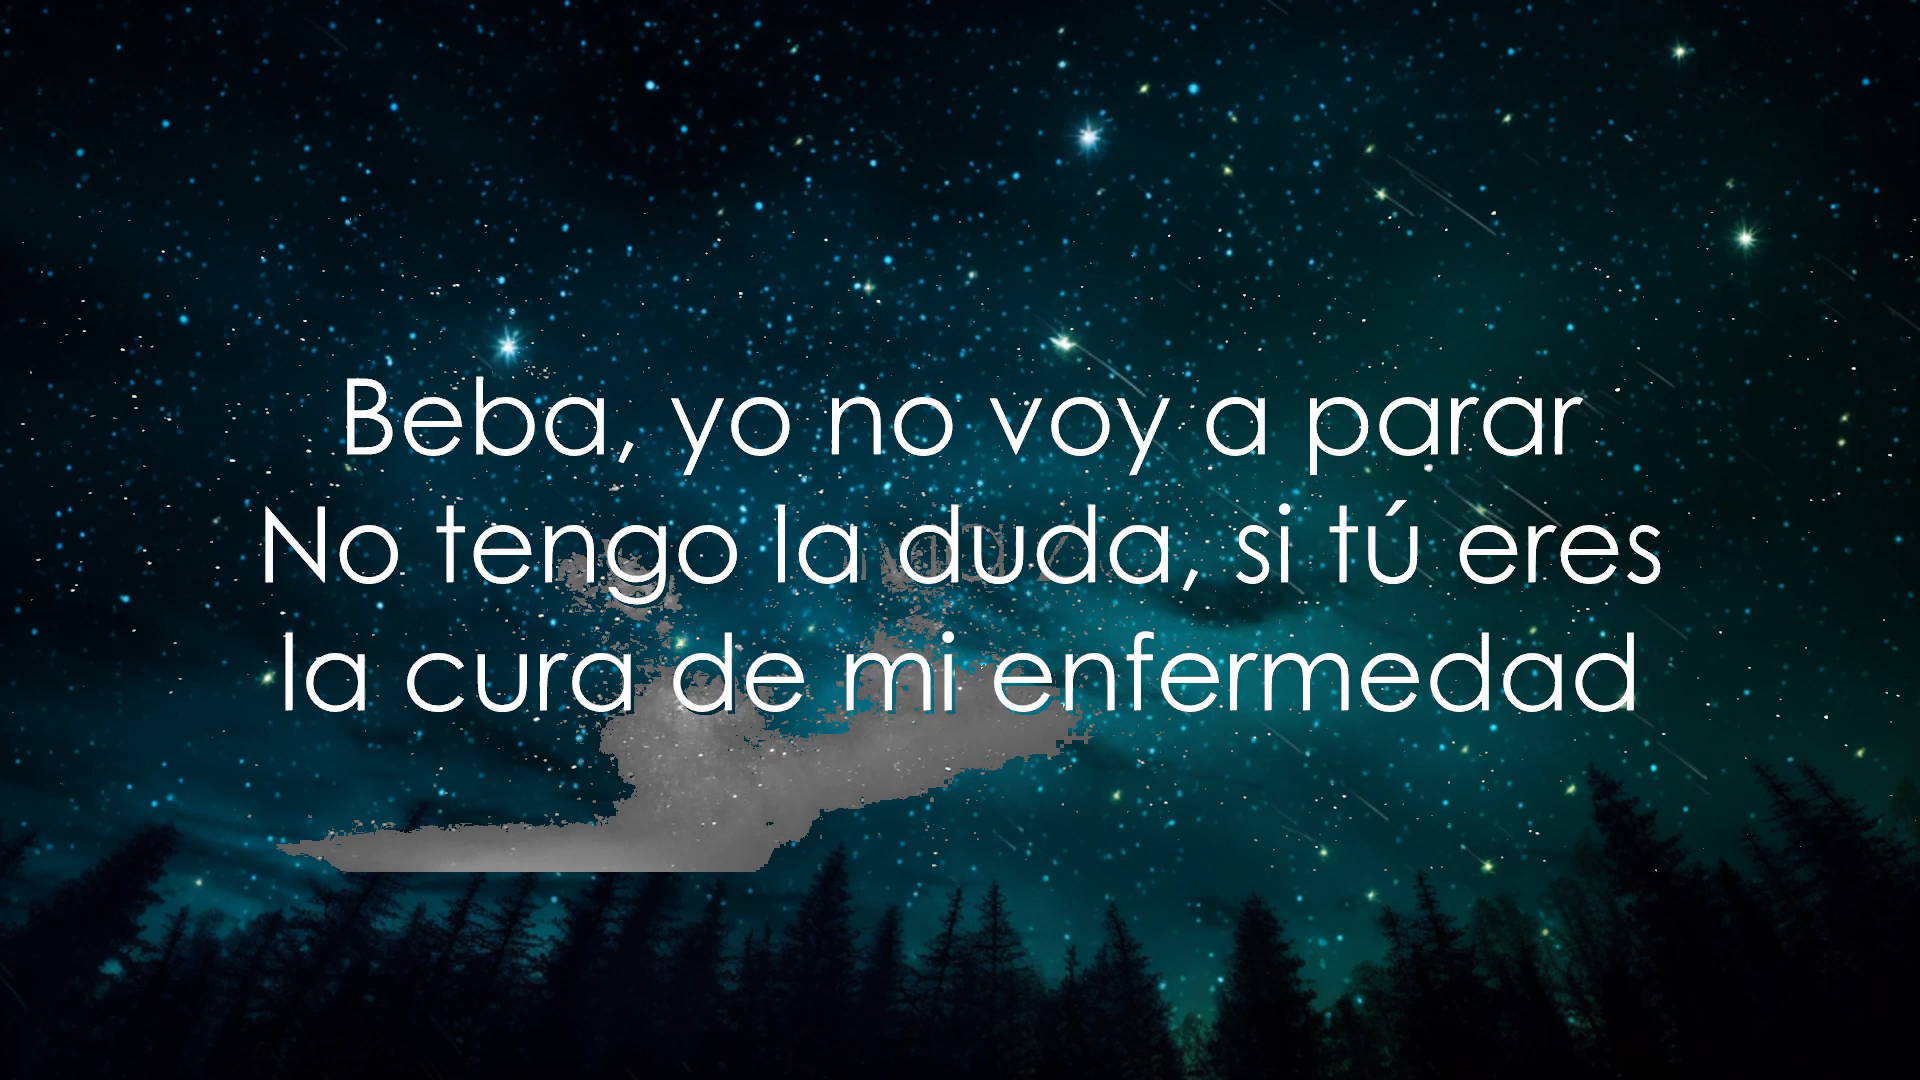 Beba, yo no voy a parar
No tengo la duda, si tú eres
la cura de mi enfermedad